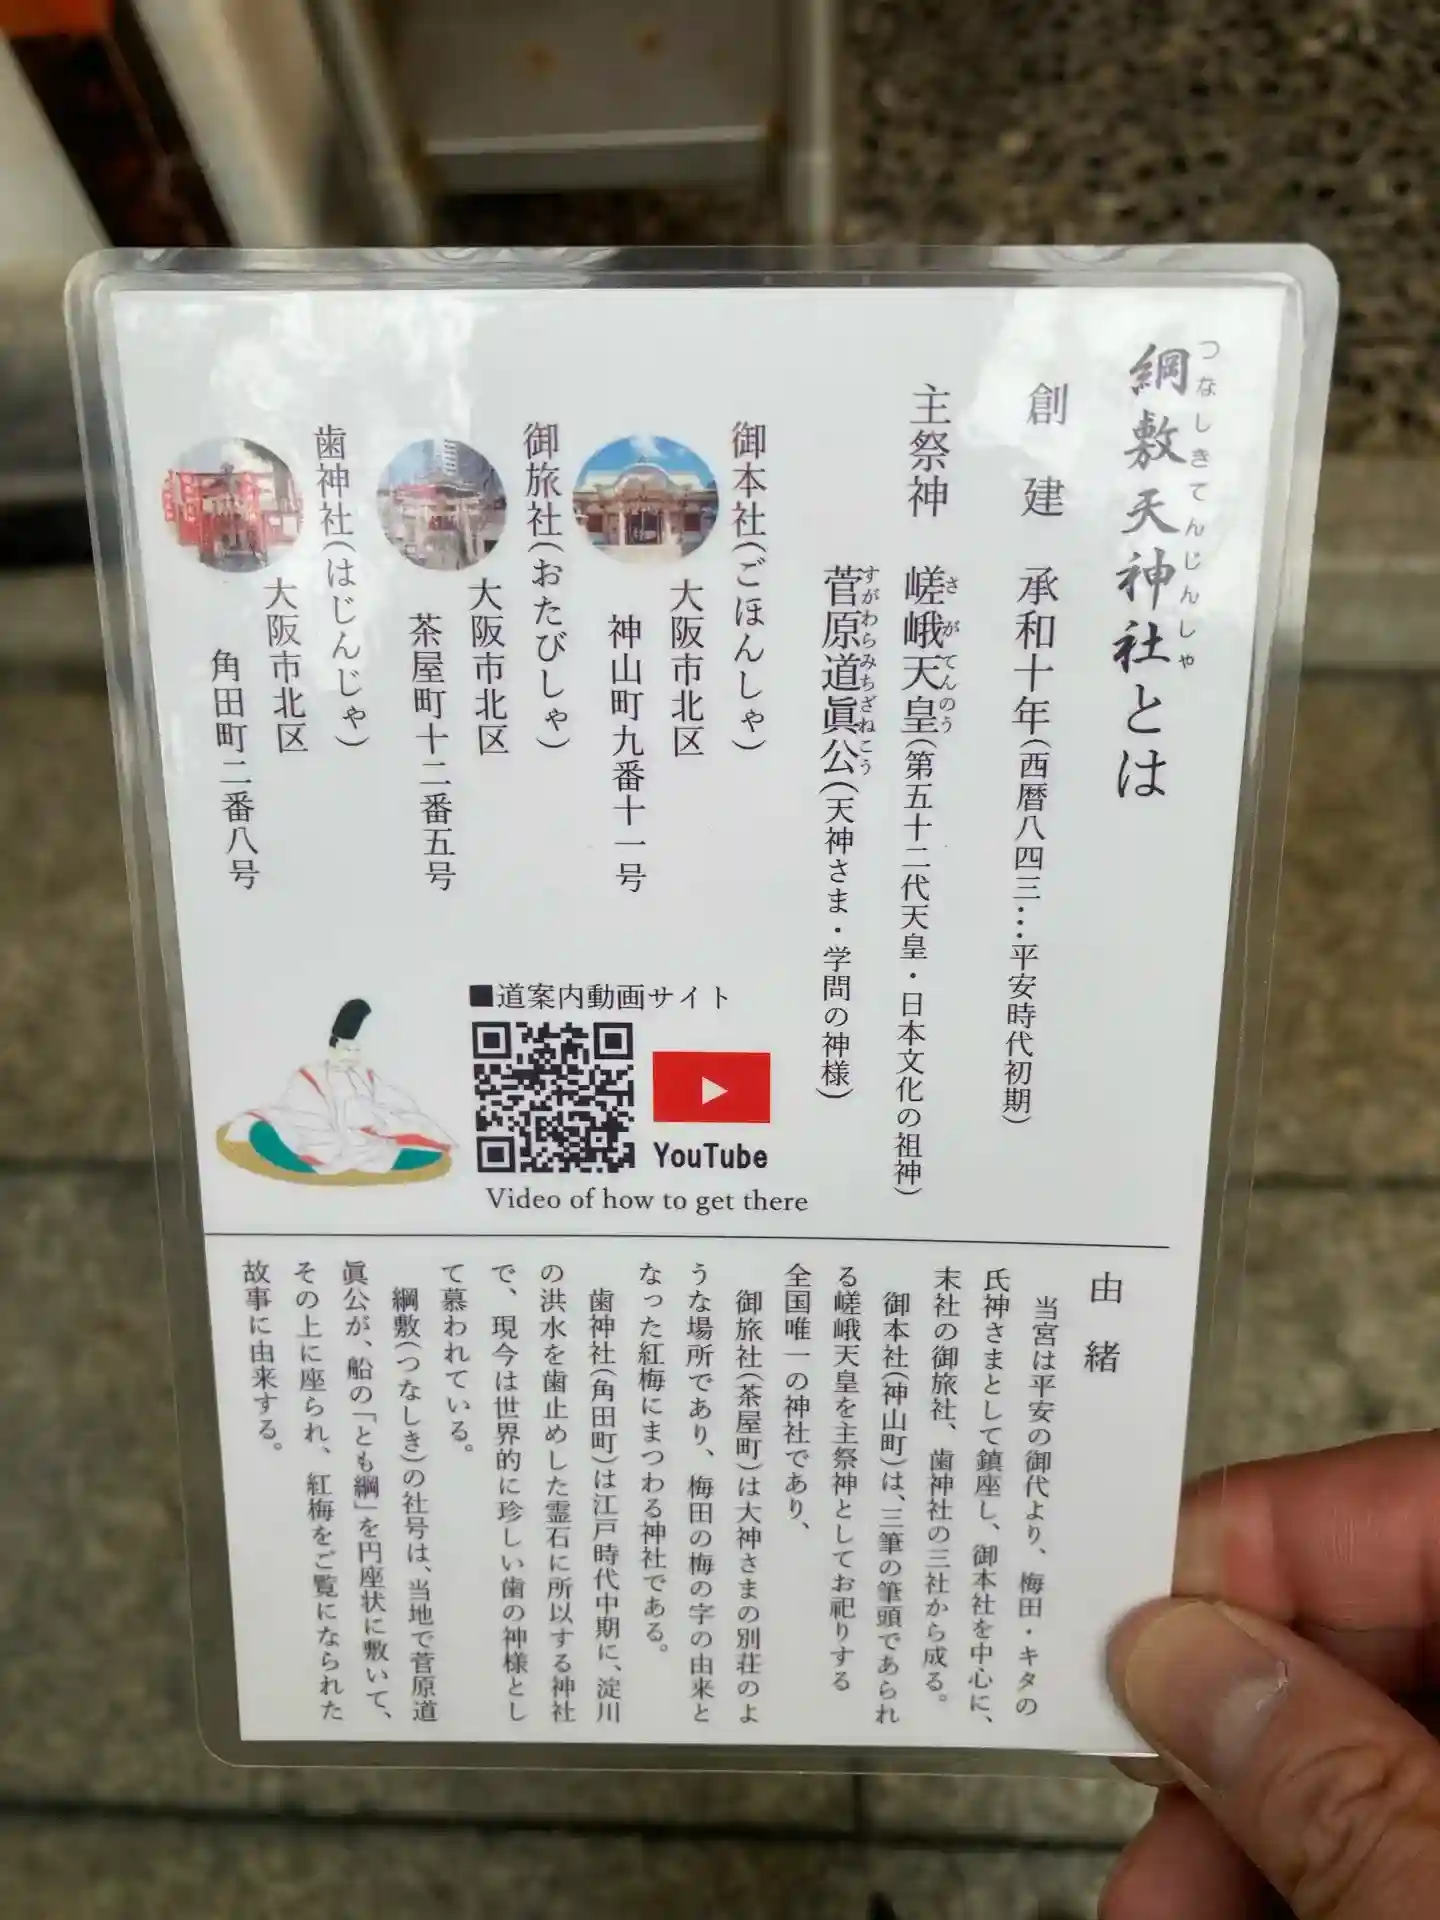 綱敷天神社とは
つなしきてんじんしゃ
創建 承和十年(西暦八四三…平安時代初期)
主祭神 嵯峨天皇(第五十二代天皇・日本文化の祖神)
さがてんのう
菅原道眞公(天神さま・学問の神様)
すがわらみちざねこう
御本社(ごほんしゃ)
大阪市北区
神山町九番十一号
御旅社(おたびしゃ)
大阪市北区
茶屋町十二番五号
歯神社(はじんじゃ)
大阪市北区
角田町二番八号
■道案内動画サイト
YouTube
Video of how to get there
由緒
当宮は平安の御代より、梅田・キタの
氏神さまとして鎮座し、御本社を中心に、
末社の御旅社、歯神社の三社から成る。
御本社(神山町)は、三筆の筆頭であられ
る嵯峨天皇を主祭神としてお祀りする
全国唯一の神社であり、
御旅社(茶屋町)は大神さまの別荘のよ
うな場所であり、梅田の梅の字の由来と
なった紅梅にまつわる神社である。
歯神社(角田町)は江戸時代中期に、淀川
の洪水を歯止めした霊石に所以する神社
で、現今は世界的に珍しい歯の神様とし
て慕われている。
綱敷(つなしき)の社号は、当地で菅原道
眞公が、船の「とも綱」を円座状に敷いて、
その上に座られ、紅梅をご覧になられた
故事に由来する。